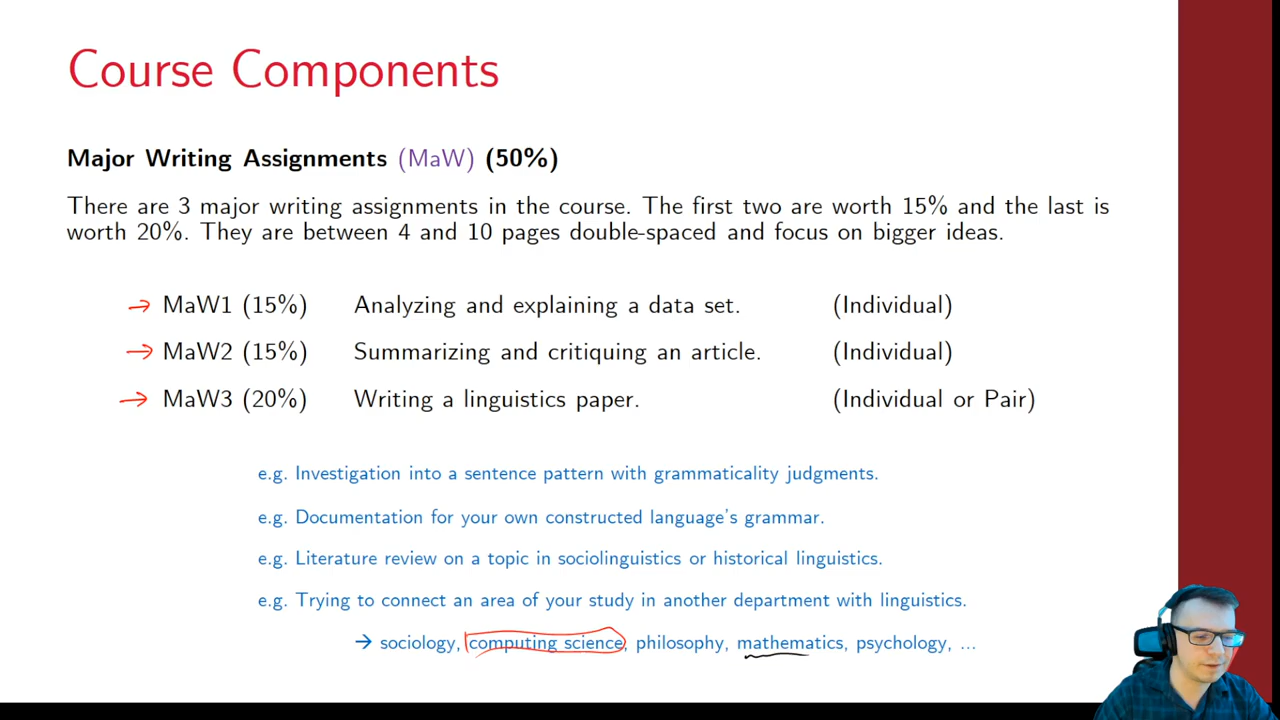 Course Components
Major Writing Assignments (MaW) (50%)
There are 3 major writing assignments in the course. The first two are worth 15% and the last is
worth 20%. They are between 4 and 10 pages double-spaced and focus on bigger ideas.
→ MaW1 (15%) Analyzing and explaining a data set. (Individual)
→ MaW2 (15%) Summarizing and critiquing an article. (Individual)
→ MaW3 (20%) Writing a linguistics paper. (Individual or Pair)
e.g. Investigation into a sentence pattern with grammaticality judgments.
e.g. Documentation for your own constructed language's grammar.
e.g. Literature review on a topic in sociolinguistics or historical linguistics.
e.g. Trying to connect an area of your study in another department with linguistics.
→ sociology, computing science, philosophy, mathematics, psychology, ...